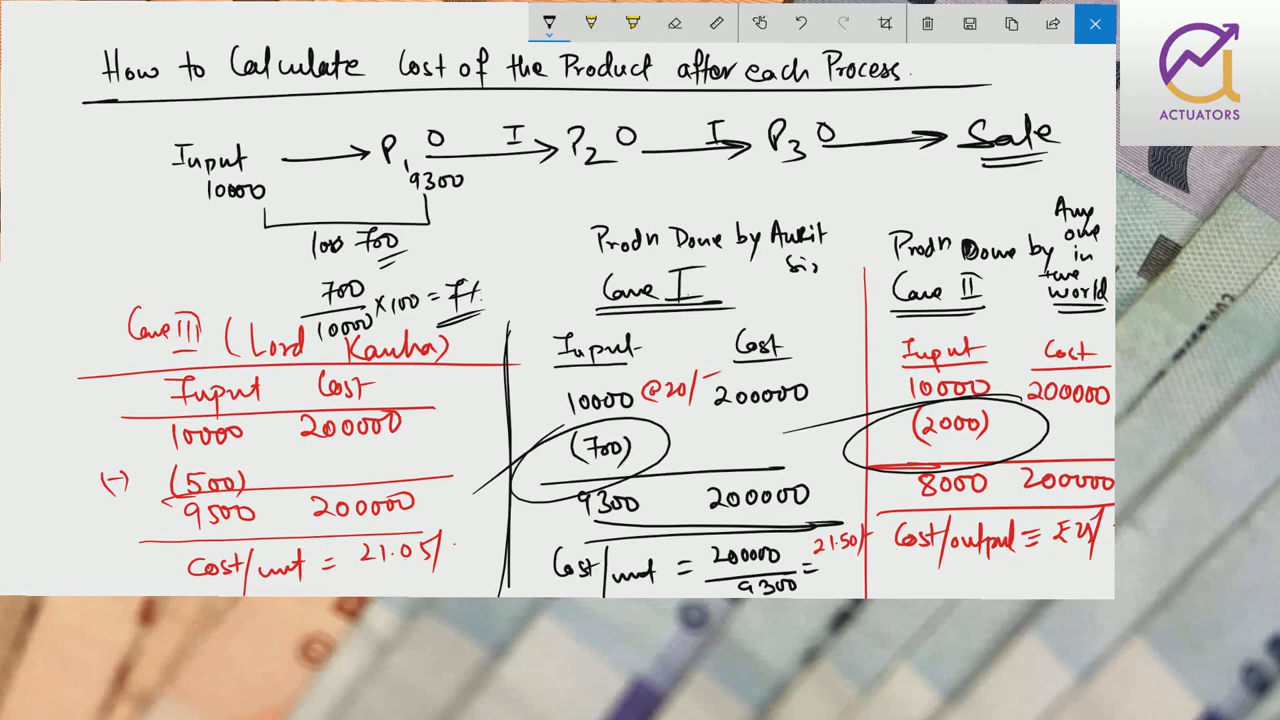 How to Calculate Cost of the Product after each Process.
Input → P1 O I → P2 O I → P3 O → Sale
10000 9300
100 700
700/10000 × 100 = 7%
ACTUATORS
Case III (Lord Kanha)
Input Cost
10000 200000
(-) (500)
9500 200000
Cost/unit = 21.05/-
Prodn Done by Ankit Sir
Case I
Input Cost
10000 @20/- 200000
(700)
9300 200000
Cost/unit = 200000/9300 = 21.50/-
Prodn Done by Any one in the world
Case II
Input Cost
10000 200000
(2000)
8000 200000
Cost/output =